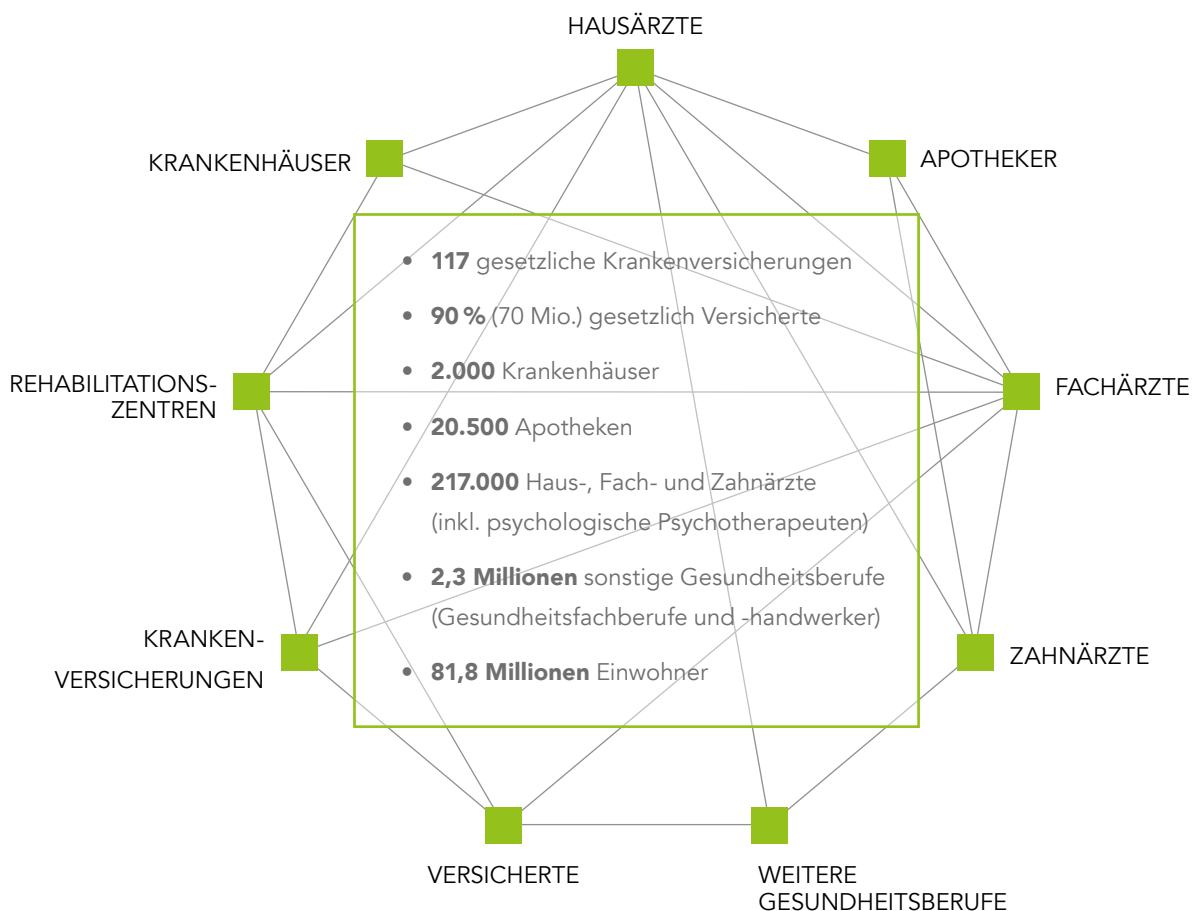 HAUSÄRZTE
KRANKENHÄUSER
APOTHEKER
• 117 gesetzliche Krankenversicherungen
• 90 % (70 Mio.) gesetzlich Versicherte
• 2.000 Krankenhäuser
REHABILITATIONS-
ZENTREN
FACHÄRZTE
• 20.500 Apotheken
• 217.000 Haus-, Fach- und Zahnärzte
(inkl. psychologische Psychotherapeuten)
• 2,3 Millionen sonstige Gesundheitsberufe
(Gesundheitsfachberufe und -handwerker)
KRANKEN-
VERSICHERUNGEN
ZAHNÄRZTE
• 81,8 Millionen Einwohner
VERSICHERTE
WEITERE
GESUNDHEITSBERUFE